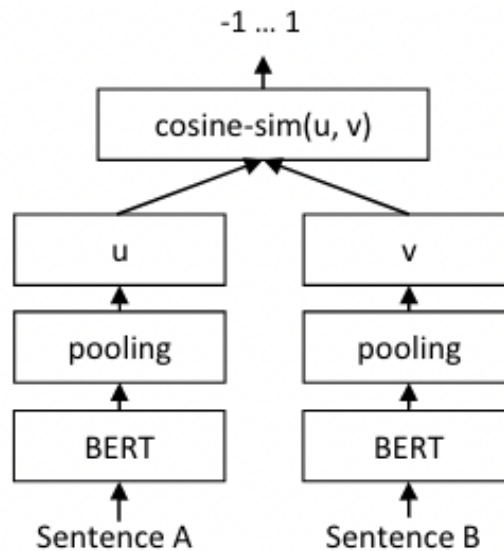 -1 ... 1
cosine-sim(u, v)
u v
pooling pooling
BERT BERT
Sentence A Sentence B